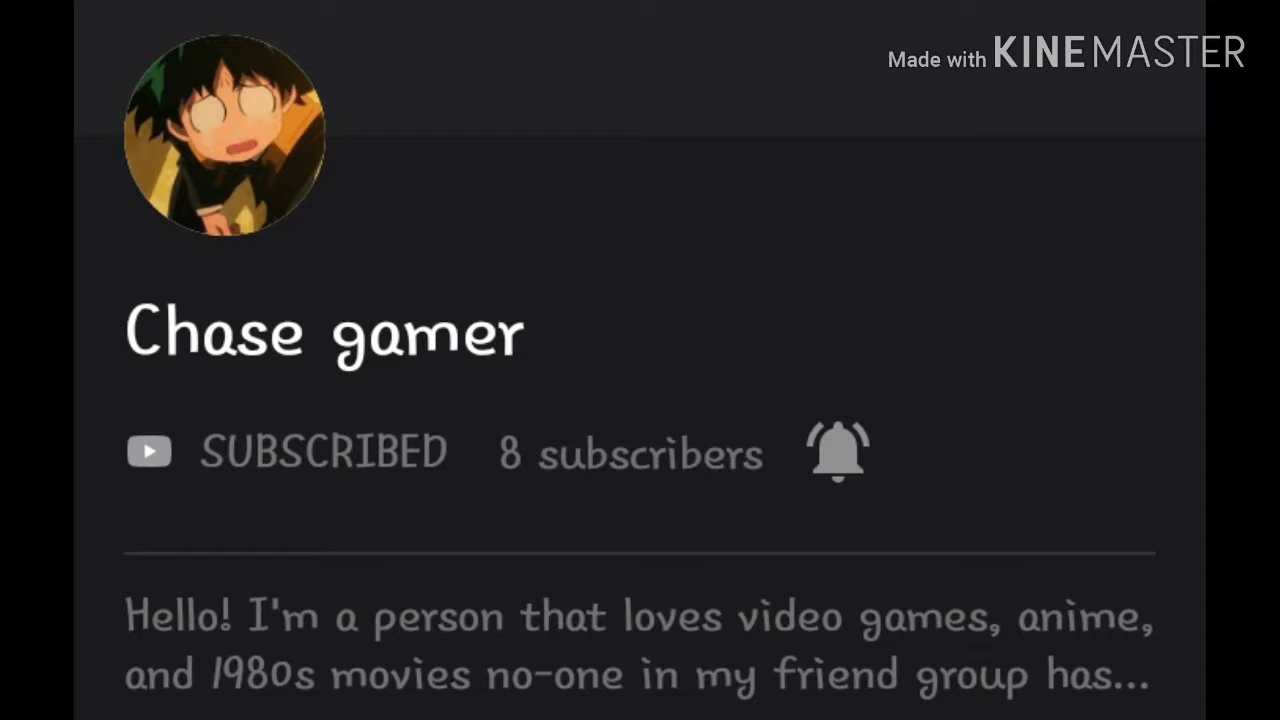 Made with KINEMASTER
Chase gamer
SUBSCRIBED 8 subscribers
Hello! I'm a person that loves video games, anime,
and 1980s movies no-one in my friend group has...